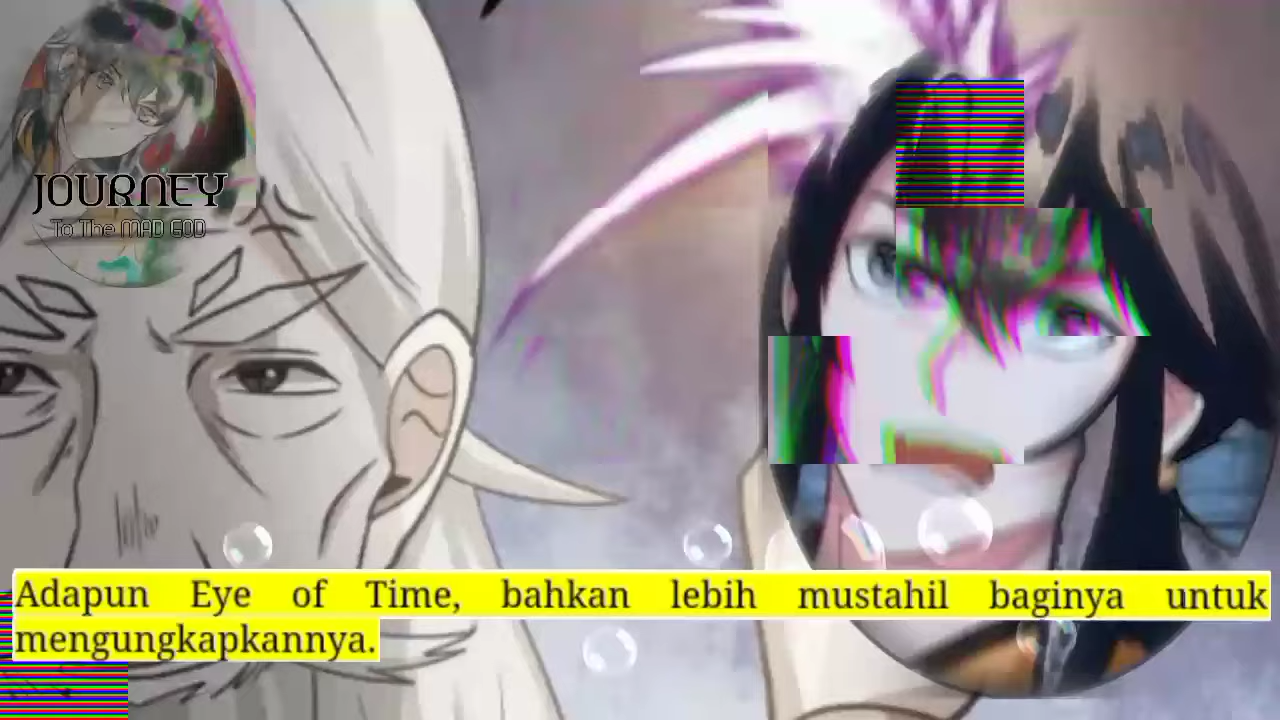 JOURNEY
To The MAD GOD
Adapun Eye of Time, bahkan lebih mustahil baginya untuk
mengungkapkannya.